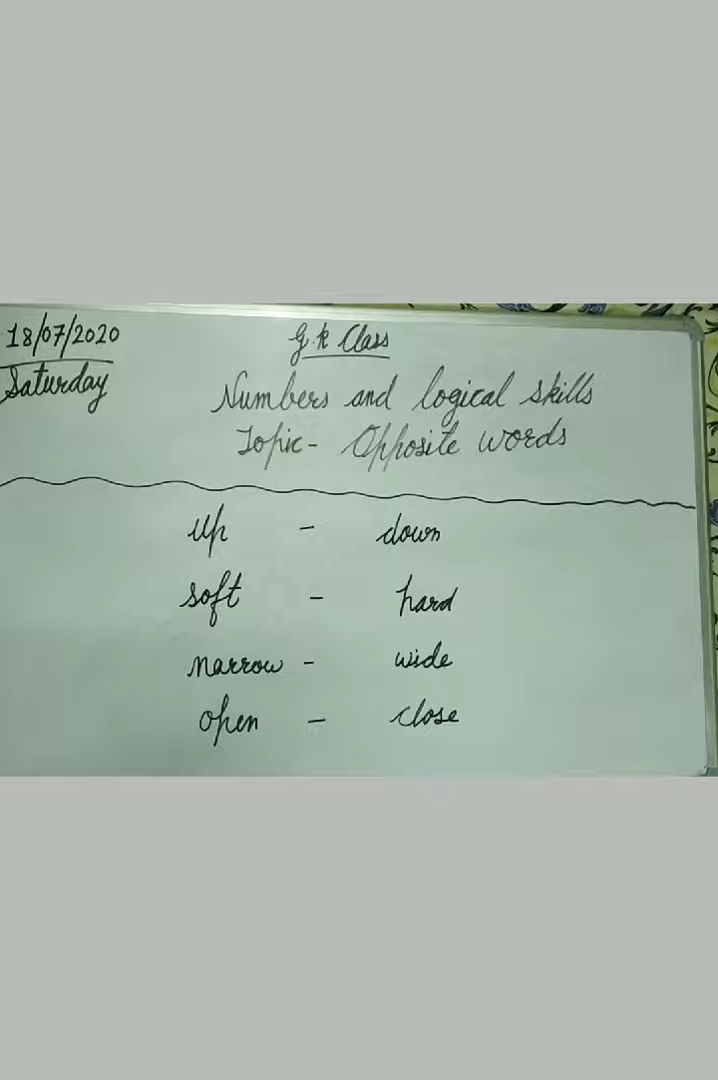 18/07/2020
Saturday
G.K Class
Numbers and logical skills
Topic - Opposite words
up - down
soft - hard
narrow - wide
open - close